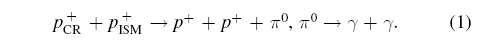 p⁺_CR + p⁺_ISM → p⁺ + p⁺ + π⁰, π⁰ → γ + γ. (1)